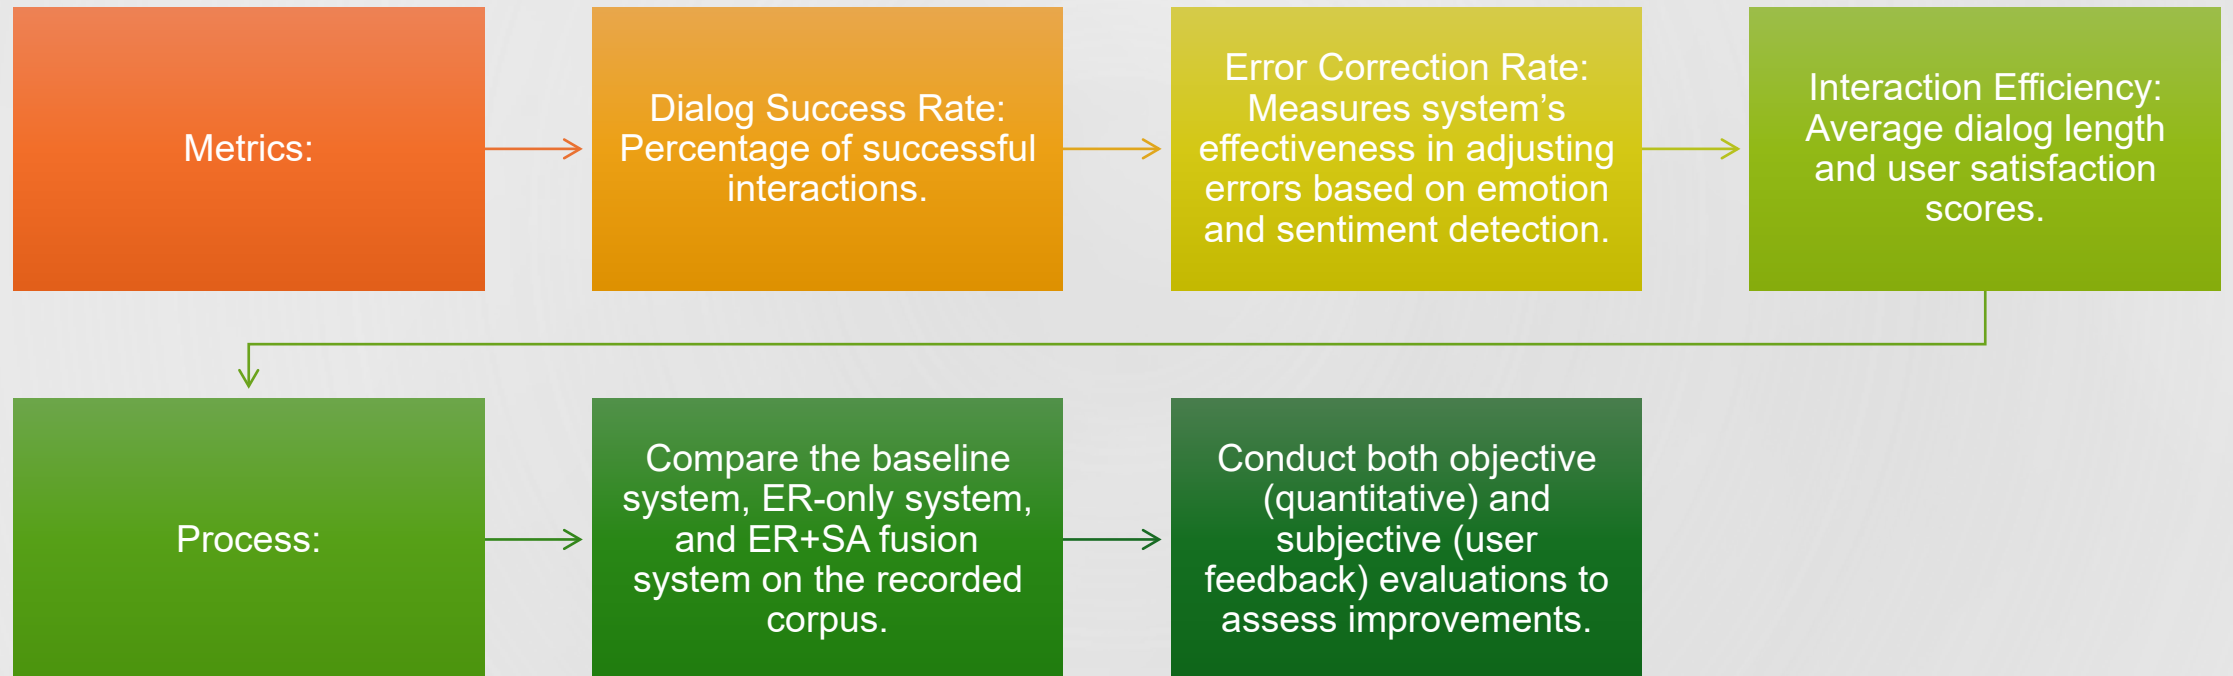 Metrics:
Dialog Success Rate:
Percentage of successful
interactions.
Error Correction Rate:
Measures system’s
effectiveness in adjusting
errors based on emotion
and sentiment detection.
Interaction Efficiency:
Average dialog length
and user satisfaction
scores.
Process:
Compare the baseline
system, ER-only system,
and ER+SA fusion
system on the recorded
corpus.
Conduct both objective
(quantitative) and
subjective (user
feedback) evaluations to
assess improvements.